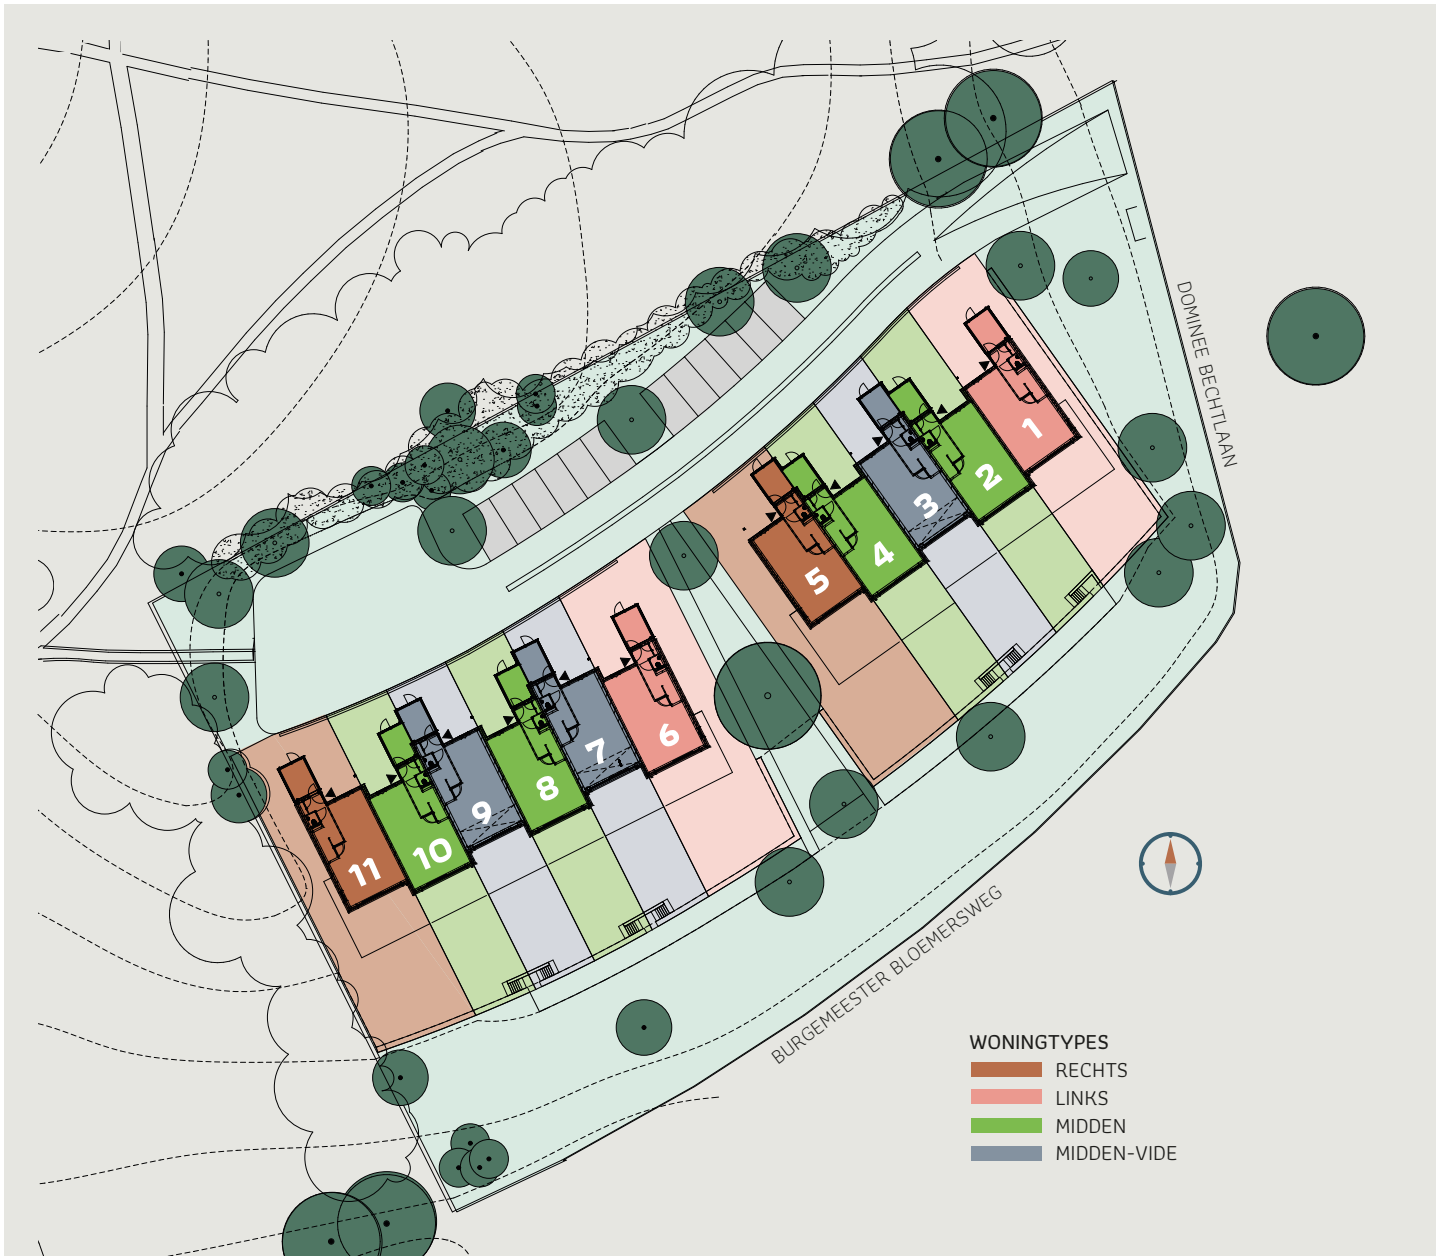 DOMINEE BECHTLAAN
1
2
3
4
5
6
7
8
9
10
11
BURGEMEESTER BLOEMERSWEG
WONINGTYPES
RECHTS
LINKS
MIDDEN
MIDDEN-VIDE